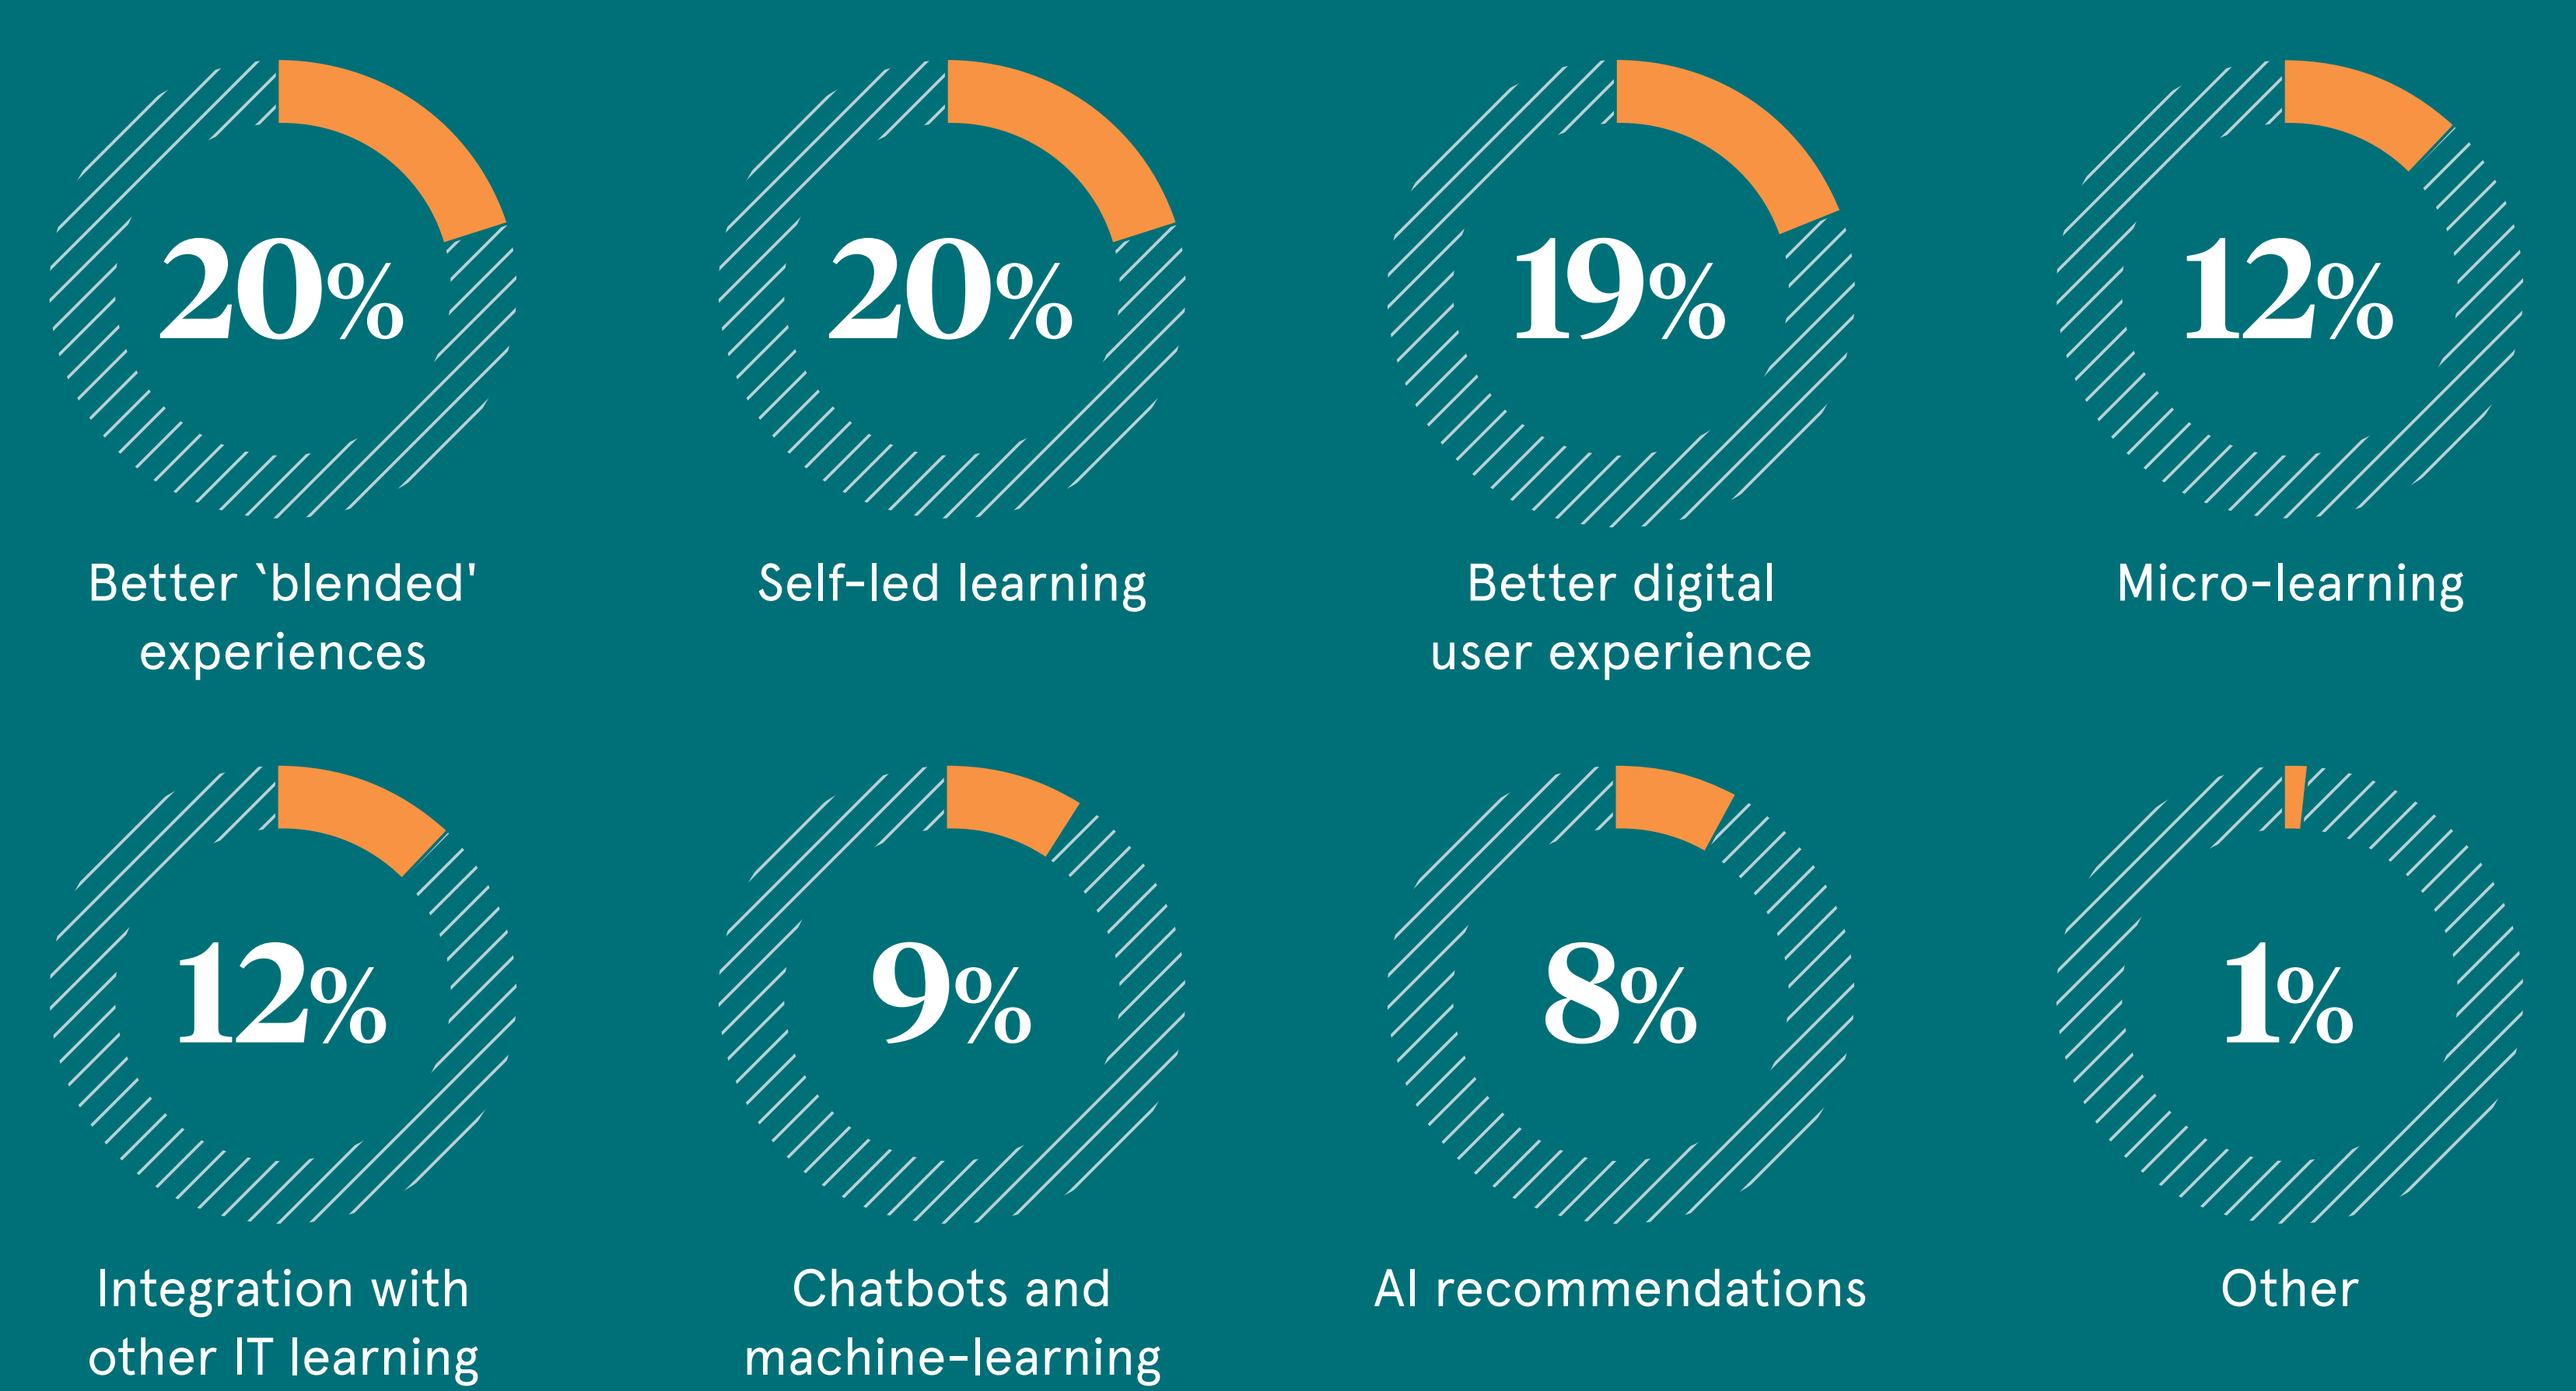 20%
Better `blended'
experiences
20%
Self-led learning
19%
Better digital
user experience
12%
Micro-learning
12%
Integration with
other IT learning
9%
Chatbots and
machine-learning
8%
AI recommendations
1%
Other